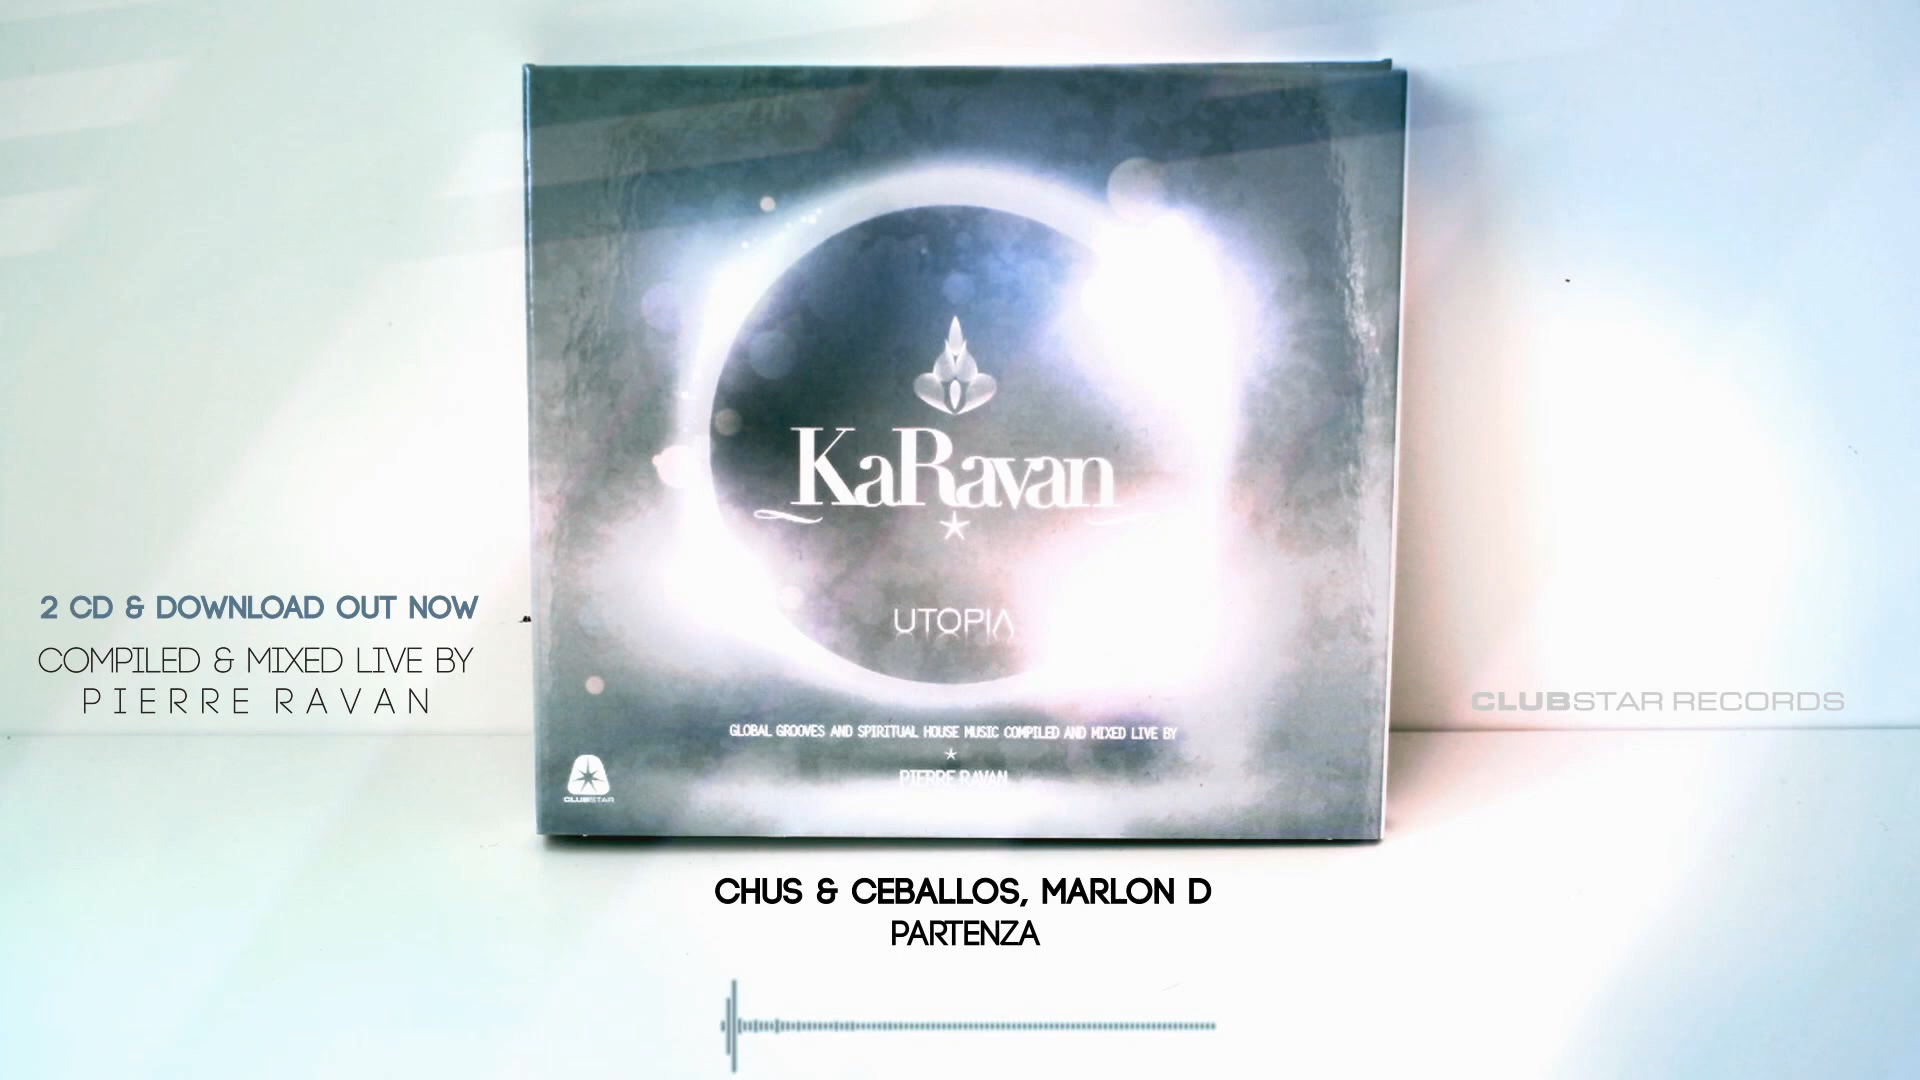 KaRavan
UTOPIA
GLOBAL GROOVES AND SPIRITUAL HOUSE MUSIC COMPILED AND MIXED LIVE BY
PIERRE RAVAN
CLUBSTAR
2 CD & DOWNLOAD OUT NOW
COMPILED & MIXED LIVE BY
PIERRE RAVAN
CLUBSTAR RECORDS
CHUS & CEBALLOS, MARLON D
PARTENZA